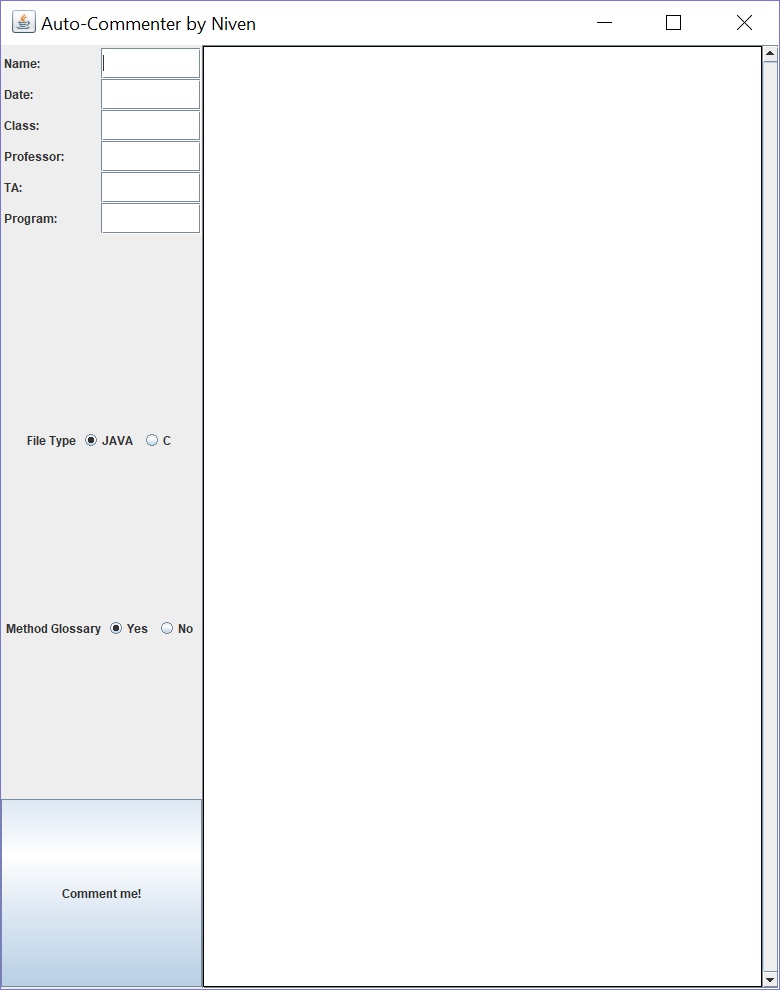 Auto-Commenter by Niven
Name:
Date:
Class:
Professor:
TA:
Program:
File Type JAVA C
Method Glossary Yes No
Comment me!